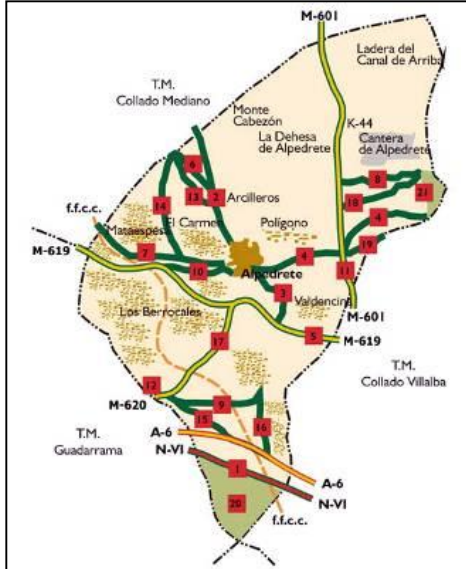 M-601
Ladera del
Canal de Arriba
T.M.
Collado Mediano
Monte
Cabezón
K-44
La Dehesa
de Alpedrete
Cantera
de Alpedrete
6
8
21
13
2
Arcilleros
18
14
4
f.f.c.c.
Mataespesa
El Carmen
Polígono
19
M-619
7
4
10
Alpedrete
11
3
Valdencina
M-601
Los Berrocales
17
5
M-619
T.M.
Collado Villalba
12
M-620
9
15
16
T.M.
Guadarrama
A-6
N-VI
1
A-6
20
N-VI
f.f.c.c.